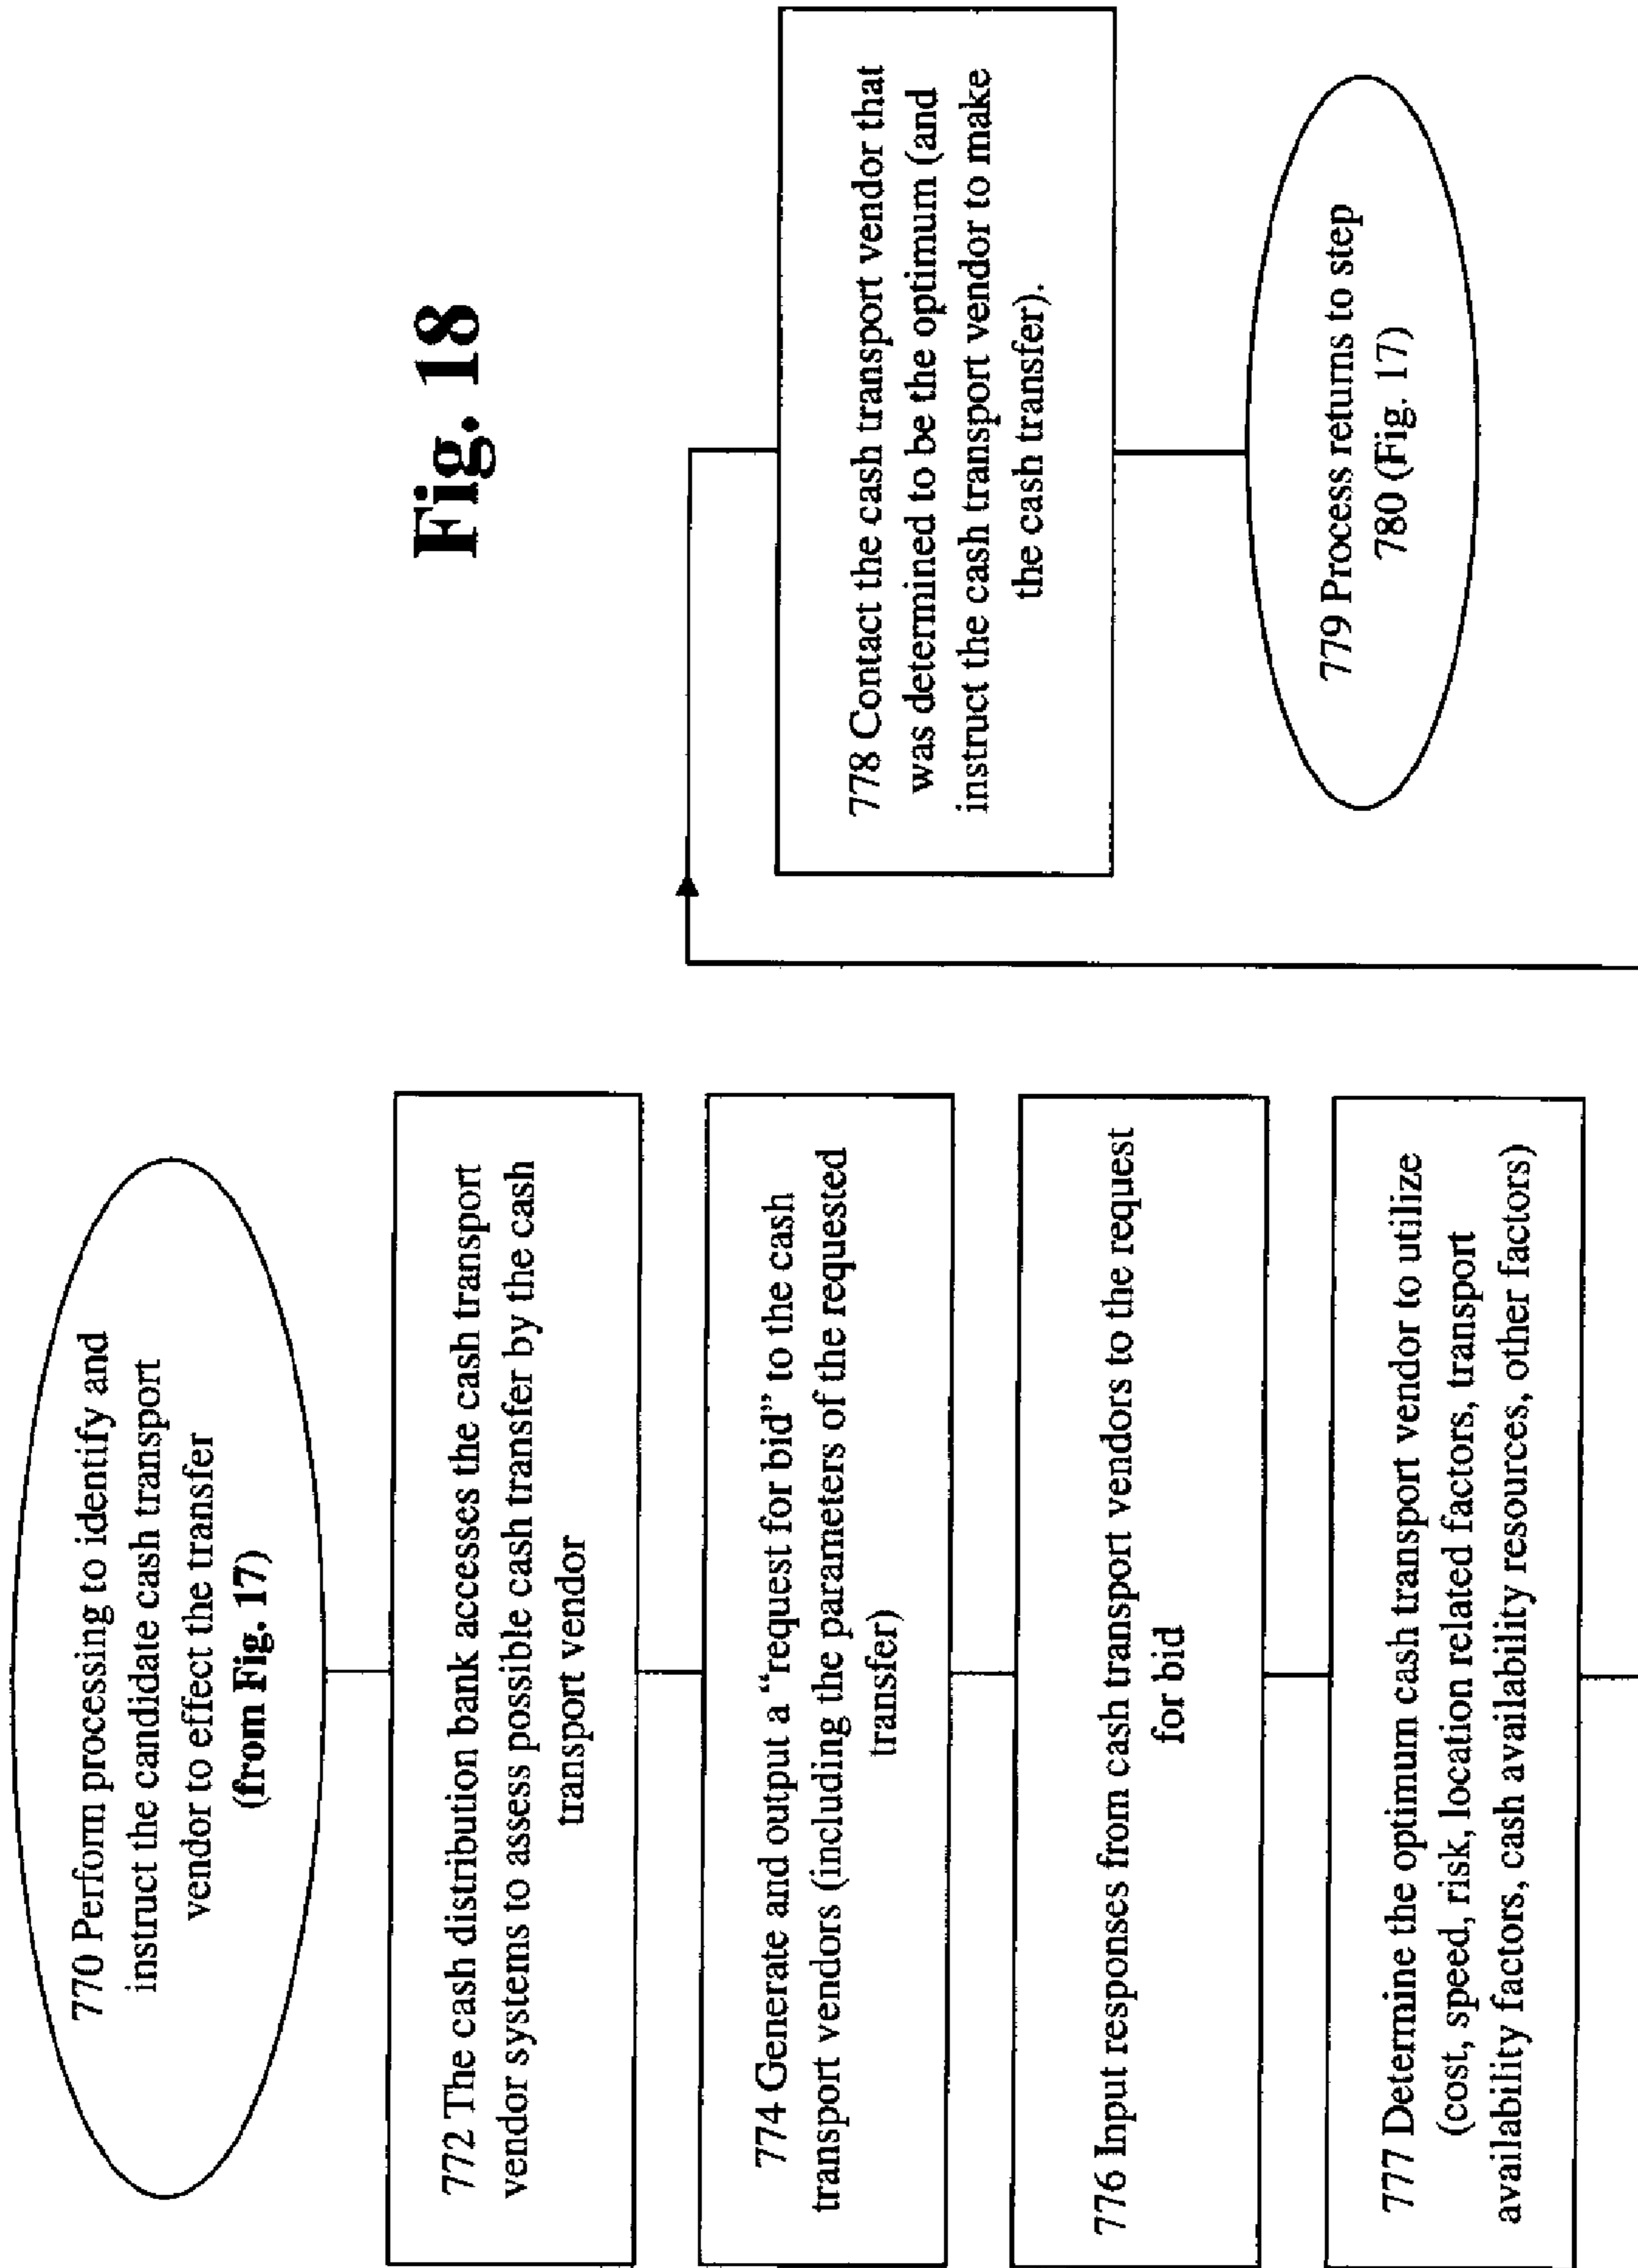 770 Perform processing to identify and
instruct the candidate cash transport
vendor to effect the transfer
(from Fig. 17)
772 The cash distribution bank accesses the cash transport
vendor systems to assess possible cash transfer by the cash
transport vendor
774 Generate and output a “request for bid” to the cash
transport vendors (including the parameters of the requested
transfer)
776 Input responses from cash transport vendors to the request
for bid
777 Determine the optimum cash transport vendor to utilize
(cost, speed, risk, location related factors, transport
availability factors, cash availability resources, other factors)
Fig. 18
778 Contact the cash transport vendor that
was determined to be the optimum (and
instruct the cash transport vendor to make
the cash transfer).
779 Process returns to step
780 (Fig. 17)